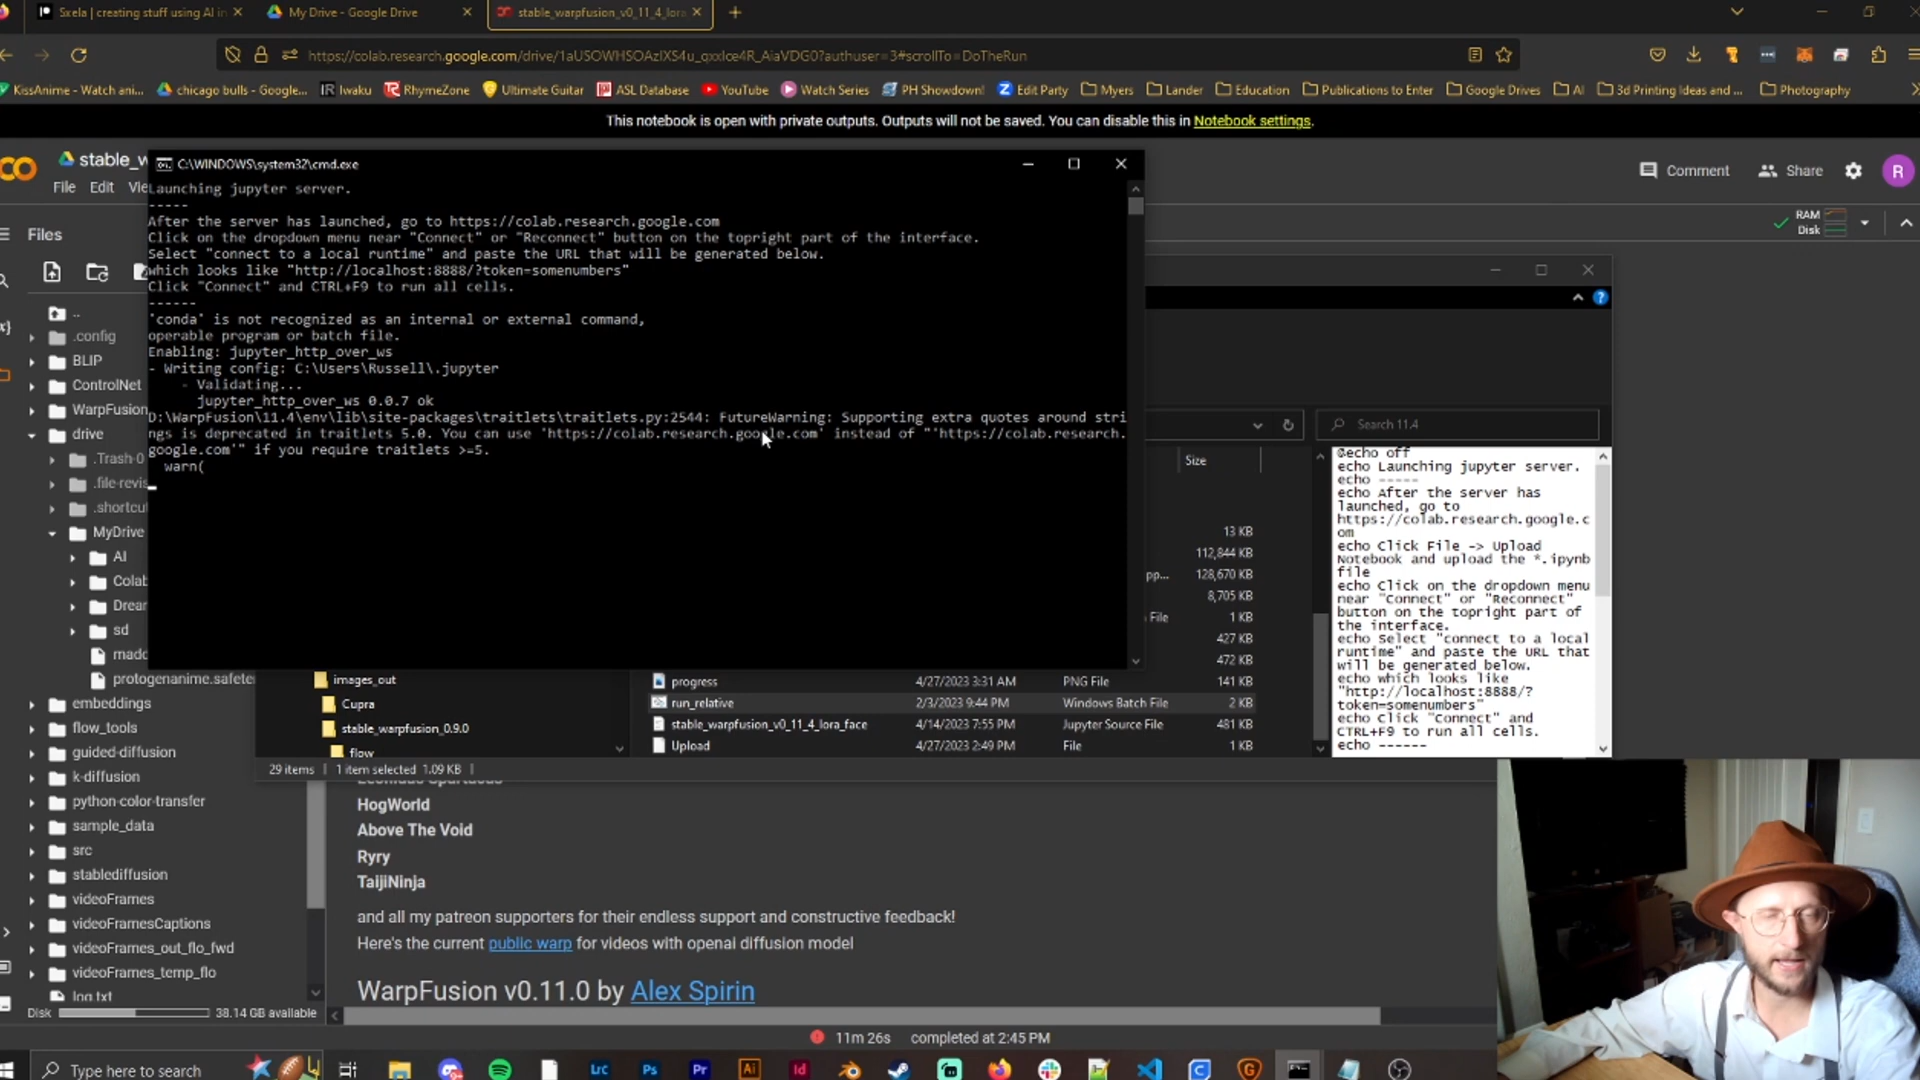 Sxela | creating stuff using AI in
My Drive - Google Drive
stable_warpfusion_v0_11_4_lora
https://colab.research.google.com/drive/1aUSOWHSOAzIXS4u_qxxlce4R_AiaVDG0?authuser=3#scrollTo=DoTheRun
KissAnime - Watch ani...
chicago bulls - Google...
Iwaku
RhymeZone
Ultimate Guitar
ASL Database
YouTube
Watch Series
PH Showdown!
Edit Party
Myers
Lander
Education
Publications to Enter
Google Drives
AI
3d Printing Ideas and ...
Photography
This notebook is open with private outputs. Outputs will not be saved. You can disable this in Notebook settings.
stable_w
File Edit Vie
Comment
Share
R
RAM
Disk
C:\WINDOWS\system32\cmd.exe
Launching jupyter server.
-----
After the server has launched, go to https://colab.research.google.com
Click on the dropdown menu near "Connect" or "Reconnect" button on the topright part of the interface.
Select "connect to a local runtime" and paste the URL that will be generated below.
which looks like "http://localhost:8888/?token=somenumbers"
Click "Connect" and CTRL+F9 to run all cells.
------
'conda' is not recognized as an internal or external command,
operable program or batch file.
Enabling: jupyter_http_over_ws
- Writing config: C:\Users\Russell\.jupyter
- Validating...
jupyter_http_over_ws 0.0.7 ok
D:\WarpFusion\11.4\env\lib\site-packages\traitlets\traitlets.py:2544: FutureWarning: Supporting extra quotes around stri
ngs is deprecated in traitlets 5.0. You can use 'https://colab.research.google.com' instead of "'https://colab.research.
google.com'" if you require traitlets >=5.
warn(
Files
..
.config
BLIP
ControlNet
WarpFusion
drive
.Trash-0
.file-revis
.shortcu
MyDrive
AI
Colab
Drea
sd
madd
protogenanime.safete
embeddings
flow_tools
guided-diffusion
k-diffusion
python-color-transfer
sample_data
src
stablediffusion
videoFrames
videoFramesCaptions
videoFrames_out_flo_fwd
videoFrames_temp_flo
log.txt
Disk
38.14 GB available
Search 11.4
Size
13 KB
112,844 KB
pp... 128,670 KB
8,705 KB
File 1 KB
427 KB
472 KB
images_out
Cupra
stable_warpfusion_0.9.0
flow
progress 4/27/2023 3:31 AM PNG File 141 KB
run_relative 2/3/2023 9:44 PM Windows Batch File 2 KB
stable_warpfusion_v0_11_4_lora_face 4/14/2023 7:55 PM Jupyter Source File 481 KB
Upload 4/27/2023 2:49 PM File 1 KB
29 items 1 item selected 1.09 KB
@echo off
echo Launching jupyter server.
echo -----
echo After the server has
launched, go to
https://colab.research.google.c
om
echo Click File -> Upload
Notebook and upload the *.ipynb
file
echo Click on the dropdown menu
near "Connect" or "Reconnect"
button on the topright part of
the interface.
echo Select "connect to a local
runtime" and paste the URL that
will be generated below.
echo which looks like
"http://localhost:8888/?
token=somenumbers"
echo Click "Connect" and
CTRL+F9 to run all cells.
echo ------
HogWorld
Above The Void
Ryry
TaijiNinja
and all my patreon supporters for their endless support and constructive feedback!
Here's the current public warp for videos with openai diffusion model
WarpFusion v0.11.0 by Alex Spirin
11m 26s completed at 2:45 PM
Type here to search
Lrc
Ps
Pr
Ai
Id